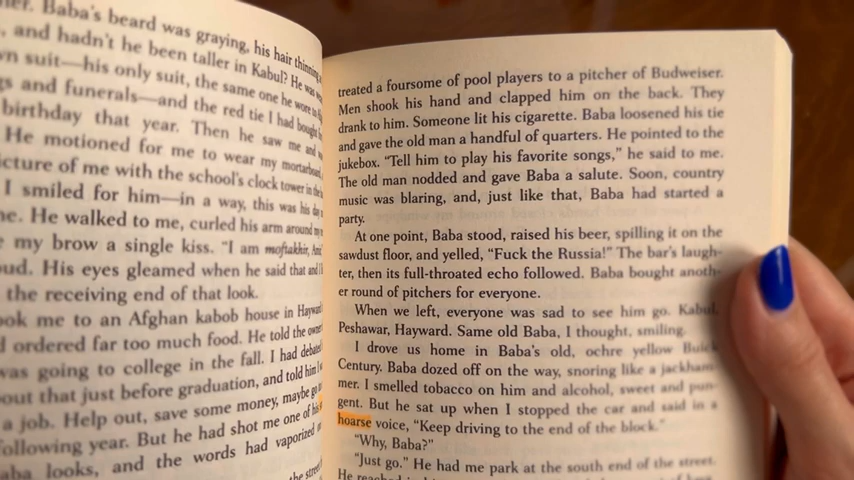 her. Baba's beard was graying, his hair thinning
, and hadn't he been taller in Kabul? He was
wn suit—his only suit, the same one he wore to
gs and funerals—and the red tie I had bought
birthday that year. Then he saw me and
He motioned for me to wear my mortarboard,
icture of me with the school's clock tower in the
I smiled for him—in a way, this was his day
me. He walked to me, curled his arm around my
my brow a single kiss. "I am moftakhir,
oud. His eyes gleamed when he said that and I
the receiving end of that look.
ook me to an Afghan kabob house in Hayward
d ordered far too much food. He told the owner
was going to college in the fall. I had debated
out that just before graduation, and told him I
a job. Help out, save some money, maybe go
following year. But he had shot me one of his
aba looks, and the words had vaporized
the street
treated a foursome of pool players to a pitcher of Budweiser.
Men shook his hand and clapped him on the back. They
drank to him. Someone lit his cigarette. Baba loosened his tie
and gave the old man a handful of quarters. He pointed to the
jukebox. "Tell him to play his favorite songs," he said to me.
The old man nodded and gave Baba a salute. Soon, country
music was blaring, and, just like that, Baba had started a
party.
At one point, Baba stood, raised his beer, spilling it on the
sawdust floor, and yelled, "Fuck the Russia!" The bar's laugh-
ter, then its full-throated echo followed. Baba bought anoth-
er round of pitchers for everyone.
When we left, everyone was sad to see him go. Kabul,
Peshawar, Hayward. Same old Baba, I thought, smiling.
I drove us home in Baba's old, ochre yellow Buick
Century. Baba dozed off on the way, snoring like a jackham-
mer. I smelled tobacco on him and alcohol, sweet and pun-
gent. But he sat up when I stopped the car and said in a
hoarse voice, "Keep driving to the end of the block."
"Why, Baba?"
"Just go." He had me park at the south end of the street.
He reached in his